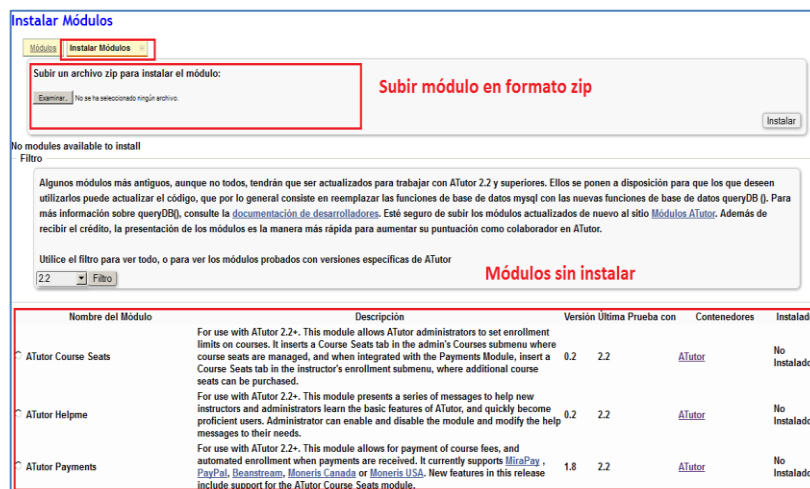 Instalar Módulos
Módulos Instalar Módulos
Subir un archivo zip para instalar el módulo:
Examinar. No se ha seleccionado ningún archivo.
Subir módulo en formato zip
Instalar
No modules available to install
Filtro
Algunos módulos más antiguos, aunque no todos, tendrán que ser actualizados para trabajar con ATutor 2.2 y superiores. Ellos se ponen a disposición para que los que deseen
utilizarlos puede actualizar el código, que por lo general consiste en reemplazar las funciones de base de datos mysql con las nuevas funciones de base de datos queryDB (). Para
más información sobre queryDB(), consulte la documentación de desarrolladores. Esté seguro de subir los módulos actualizados de nuevo al sitio Módulos ATutor. Además de
recibir el crédito, la presentación de los módulos es la manera más rápida para aumentar su puntuación como colaborador en ATutor.
Utilice el filtro para ver todo, o para ver los módulos probados con versiones específicas de ATutor
2.2 Filtro
Módulos sin instalar
Nombre del Módulo Descripción Versión Última Prueba con Contenedores Instalado
For use with ATutor 2.2+. This module allows ATutor administrators to set enrollment
limits on courses. It inserts a Course Seats tab in the admin's Courses submenu where
ATutor Course Seats course seats are managed, and when integrated with the Payments Module, insert a 0.2 2.2 ATutor No Instalado
Course Seats tab in the instructor's enrollment submenu, where additional course
seats can be purchased.
For use with ATutor 2.2+. This module presents a series of messages to help new
instructors and administrators learn the basic features of ATutor, and quickly become
ATutor Helpme proficient users. Administrator can enable and disable the module and modify the help 0.2 2.2 ATutor No Instalado
messages to their needs.
For use with ATutor 2.2+. This module allows for payment of course fees, and
automated enrollment when payments are received. It currently supports MiraPay ,
ATutor Payments PayPal, Beanstream, Moneris Canada or Moneris USA. New features in this release 1.8 2.2 ATutor No Instalado
include support for the ATutor Course Seats module.